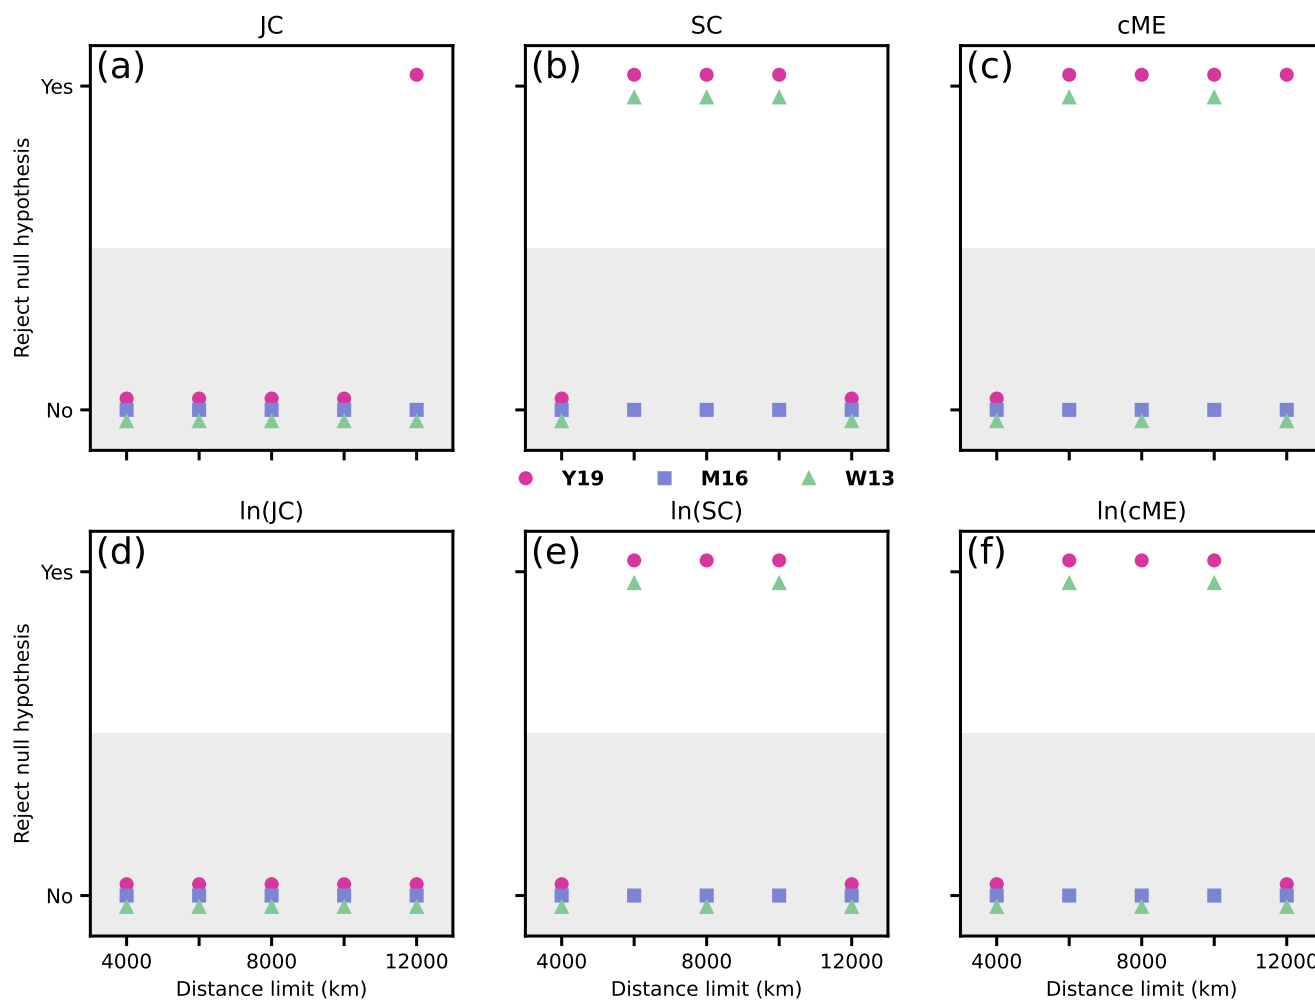 JC
SC
cME
(a)
(b)
(c)
Yes
No
Reject null hypothesis
Y19
M16
W13
ln(JC)
ln(SC)
ln(cME)
(d)
(e)
(f)
Yes
No
Reject null hypothesis
4000
8000
12000
4000
8000
12000
4000
8000
12000
Distance limit (km)
Distance limit (km)
Distance limit (km)